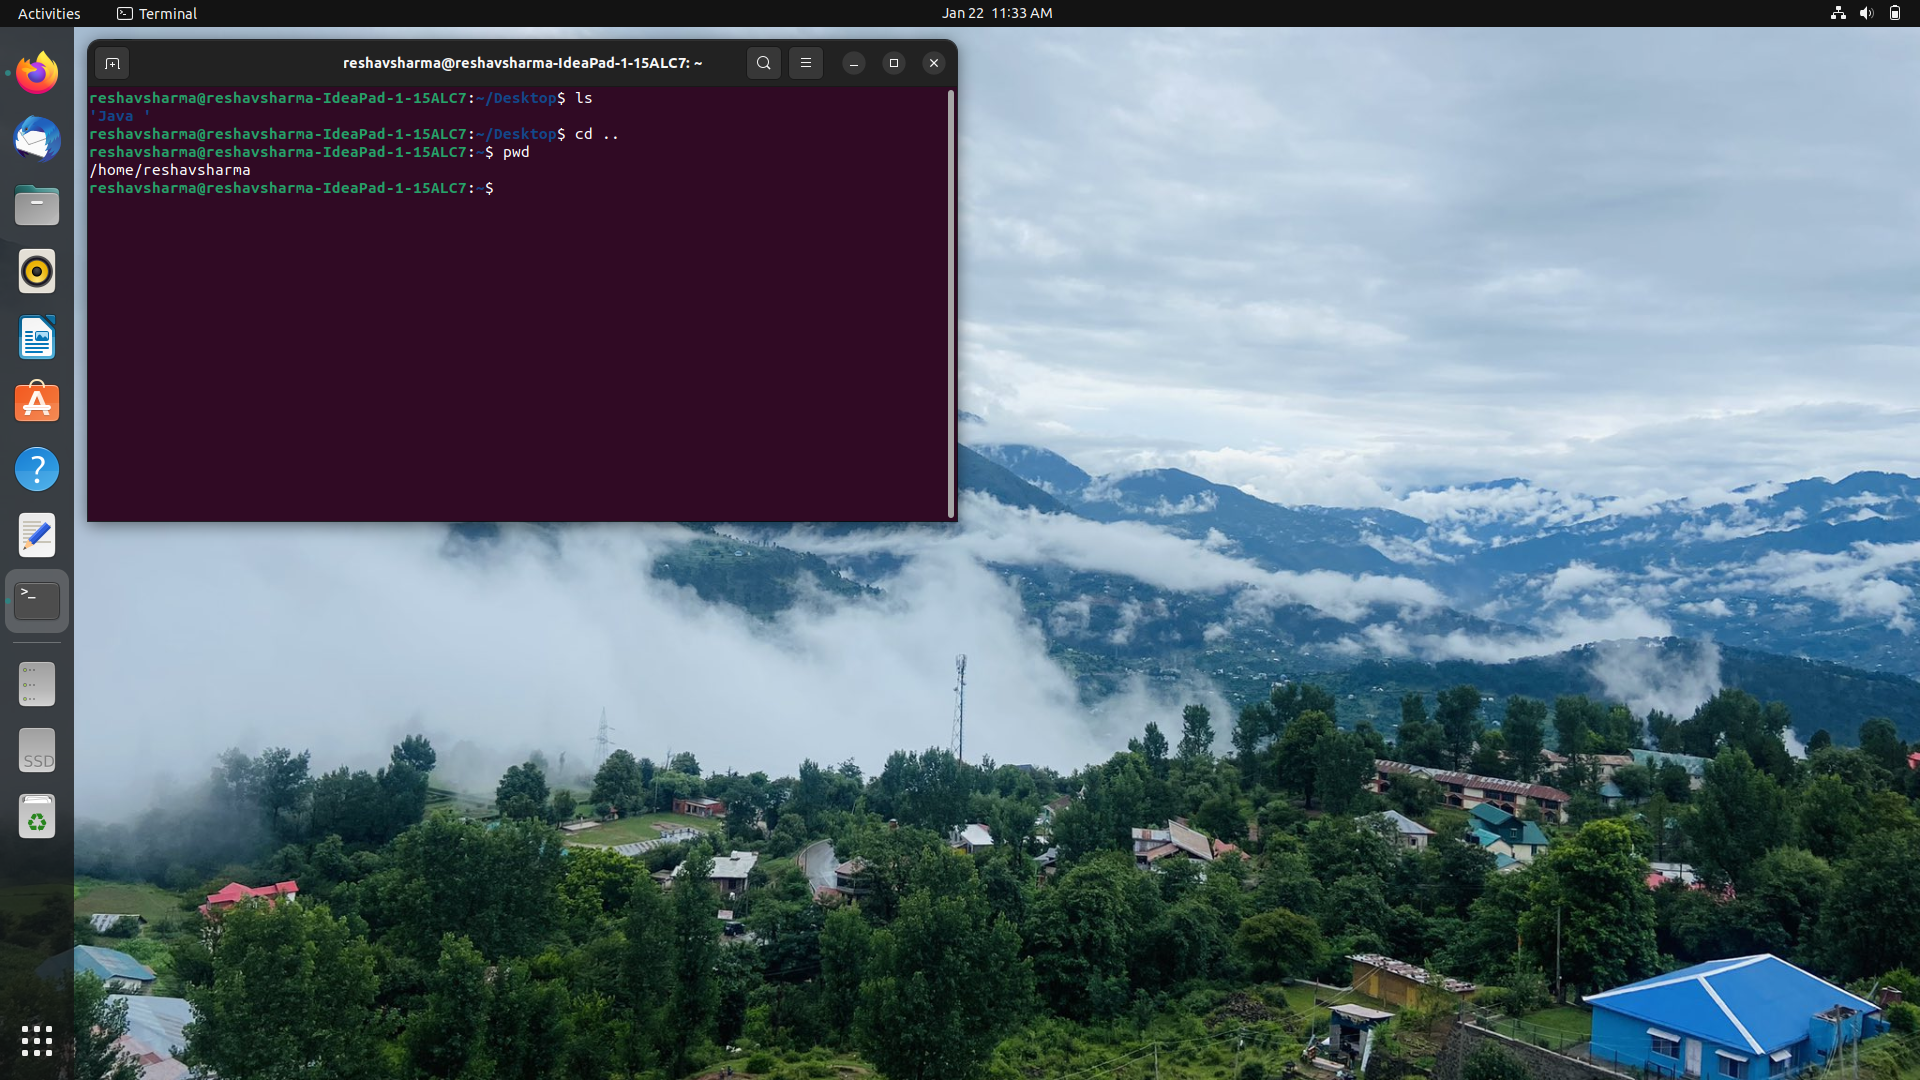 Activities
Terminal
Jan 22 11:33 AM
reshavsharma@reshavsharma-IdeaPad-1-15ALC7: ~
reshavsharma@reshavsharma-IdeaPad-1-15ALC7:~/Desktop$ ls
'Java '
reshavsharma@reshavsharma-IdeaPad-1-15ALC7:~/Desktop$ cd ..
reshavsharma@reshavsharma-IdeaPad-1-15ALC7:~$ pwd
/home/reshavsharma
reshavsharma@reshavsharma-IdeaPad-1-15ALC7:~$
>_
SSD